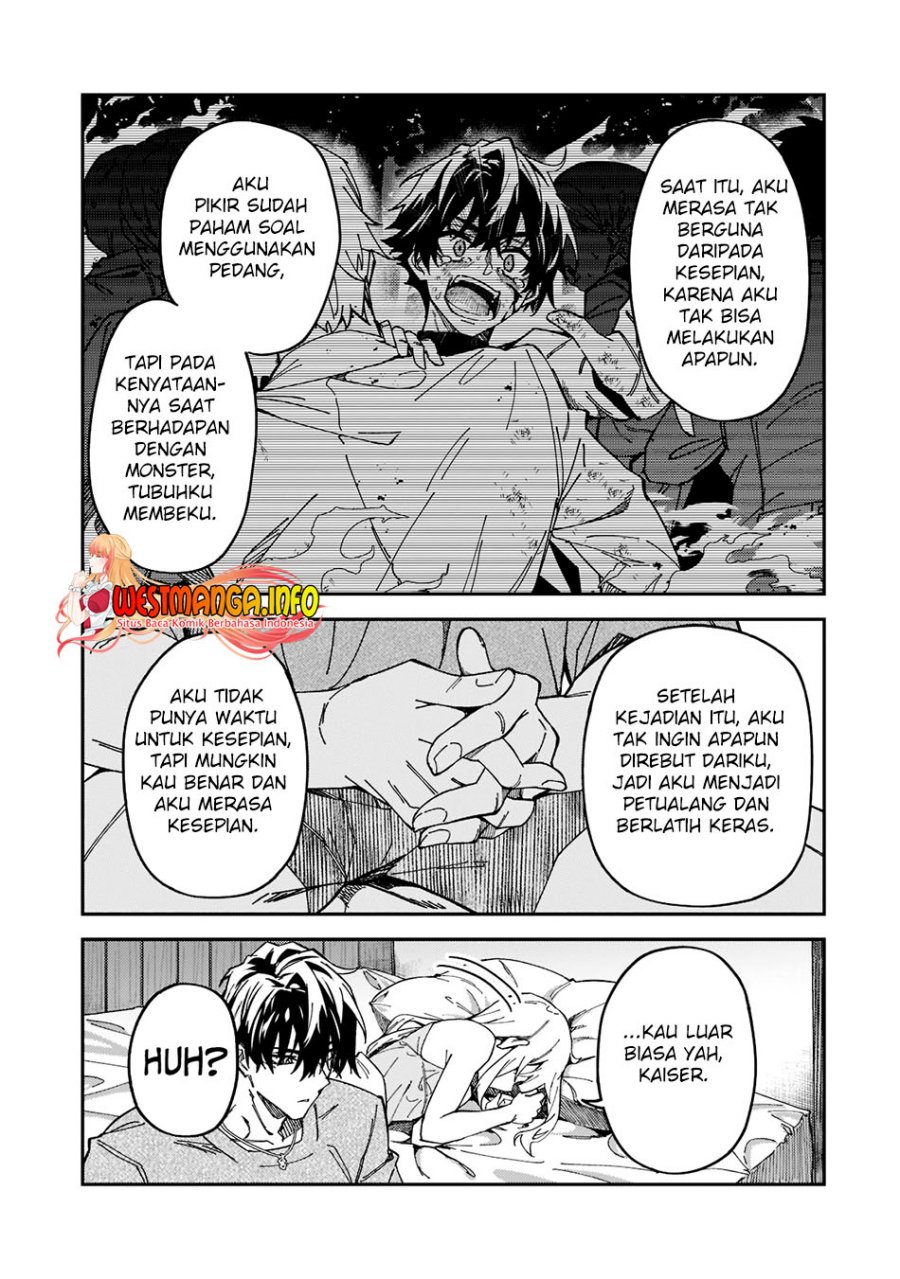 SAAT ITU, AKU
MERASA TAK
BERGUNA
DARIPADA
KESEPIAN,
KARENA AKU
TAK BISA
MELAKUKAN
APAPUN.
AKU
PIKIR SUDAH
PAHAM SOAL
MENGGUNAKAN
PEDANG,
TAPI PADA
KENYATAAN-
NYA SAAT
BERHADAPAN
DENGAN
MONSTER,
TUBUHKU
MEMBEKU.
WESTMANGA.INFO
Situs Baca Komik Berbahasa Indonesia
SETELAH
KEJADIAN ITU, AKU
TAK INGIN APAPUN
DIREBUT DARIKU,
JADI AKU MENJADI
PETUALANG DAN
BERLATIH KERAS.
AKU TIDAK
PUNYA WAKTU
UNTUK KESEPIAN,
TAPI MUNGKIN
KAU BENAR DAN
AKU MERASA
KESEPIAN.
...KAU LUAR
BIASA YAH,
KAISER.
HUH?